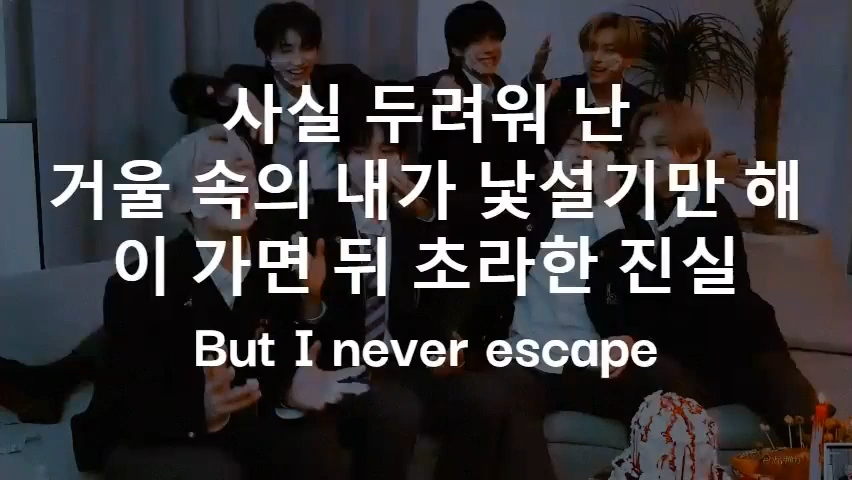 사실 두려워 난
거울 속의 내가 낯설기만 해
이 가면 뒤 초라한 진실
But I never escape